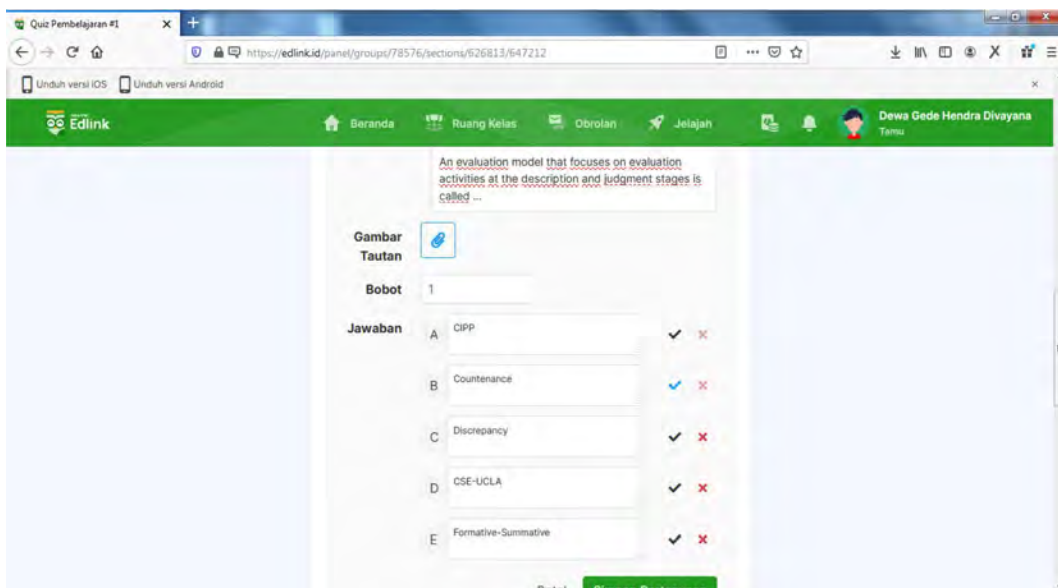 Quiz Pembelajaran #1
https://edlink.id/panel/groups/78576/sections/626813/647212
Unduh versi iOS Unduh versi Android
Edlink Beranda Ruang Kelas Obrolan Jelajah Dewa Gede Hendra Divayana
Tamu
An evaluation model that focuses on evaluation
activities at the description and judgment stages is
called ...
Gambar
Tautan
Bobot 1
Jawaban A CIPP
B Countenance
C Discrepancy
D CSE-UCLA
E Formative-Summative